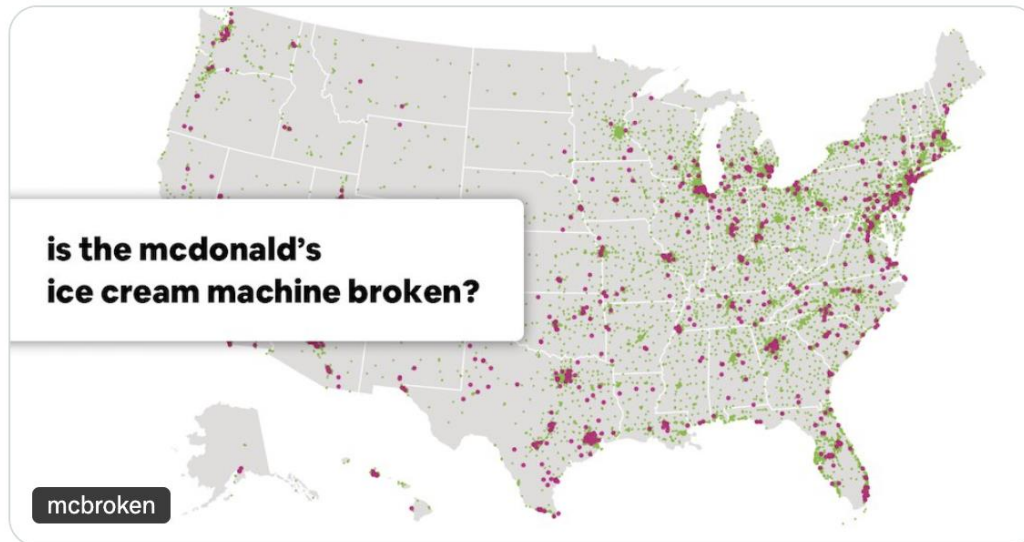 is the mcdonald’s
ice cream machine broken?
mcbroken